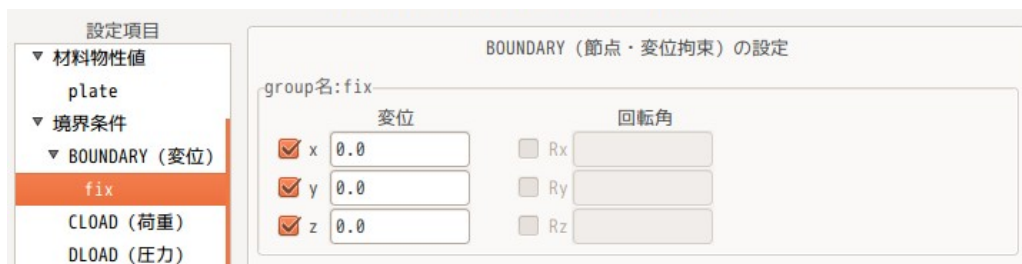 設定項目
▼ 材料物性値
plate
▼ 境界条件
▼ BOUNDARY (変位)
fix
CLOAD (荷重)
DLOAD (圧力)
BOUNDARY (節点・変位拘束) の設定
group名:fix
変位 回転角
x 0.0 Rx
y 0.0 Ry
z 0.0 Rz